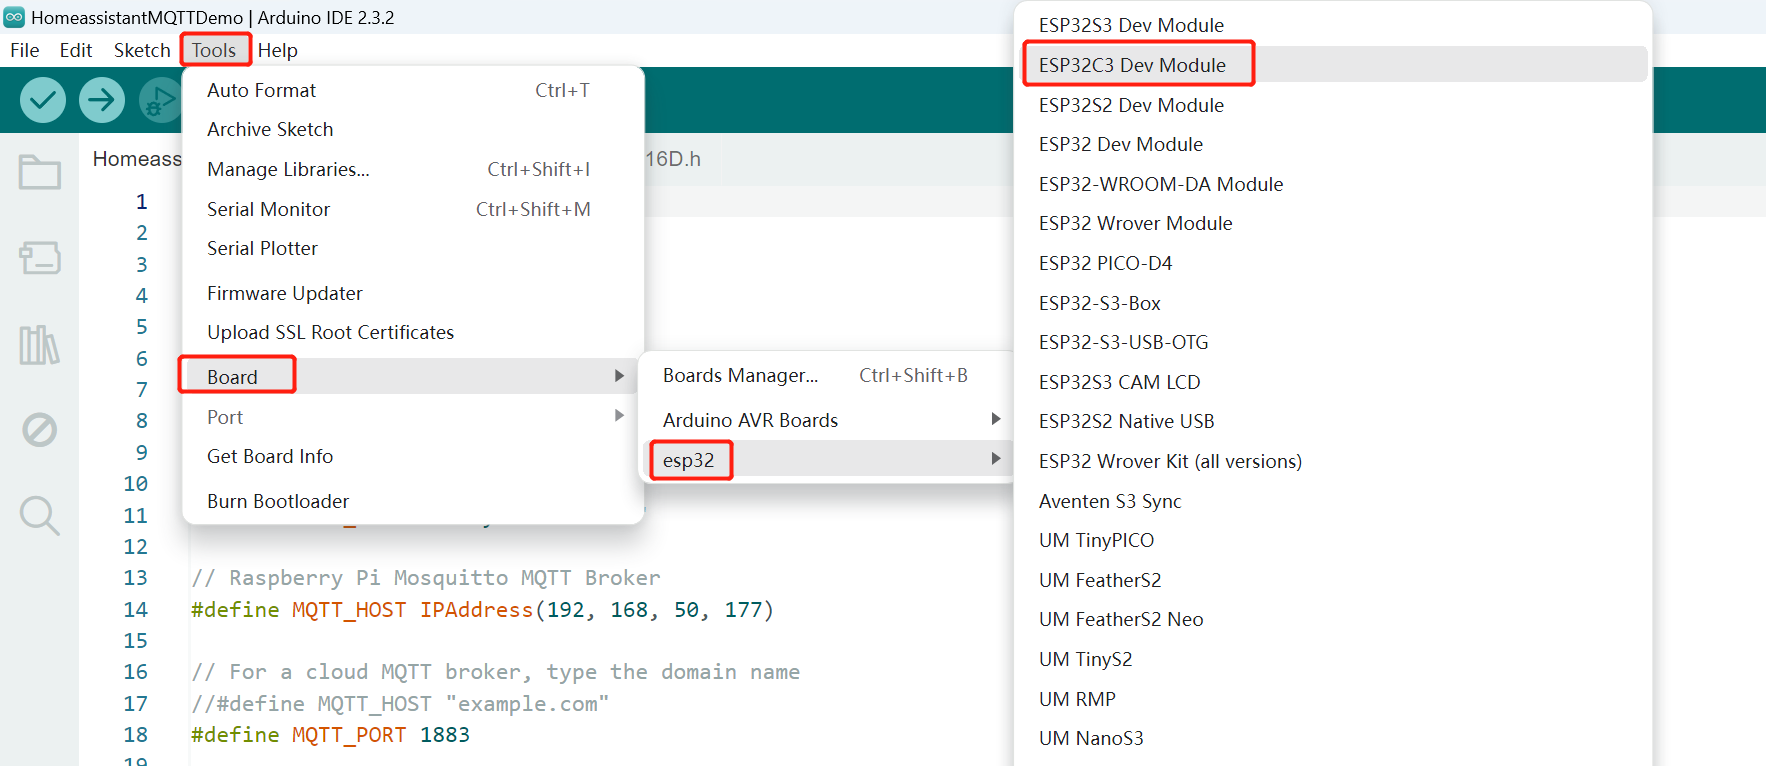 HomeassistantMQTTDemo | Arduino IDE 2.3.2
File Edit Sketch Tools Help
Homeass
16D.h
Auto Format Ctrl+T
Archive Sketch
Manage Libraries... Ctrl+Shift+I
Serial Monitor Ctrl+Shift+M
Serial Plotter
Firmware Updater
Upload SSL Root Certificates
Board
Port
Get Board Info
Burn Bootloader
Boards Manager... Ctrl+Shift+B
Arduino AVR Boards
esp32
ESP32S3 Dev Module
ESP32C3 Dev Module
ESP32S2 Dev Module
ESP32 Dev Module
ESP32-WROOM-DA Module
ESP32 Wrover Module
ESP32 PICO-D4
ESP32-S3-Box
ESP32-S3-USB-OTG
ESP32S3 CAM LCD
ESP32S2 Native USB
ESP32 Wrover Kit (all versions)
Aventen S3 Sync
UM TinyPICO
UM FeatherS2
UM FeatherS2 Neo
UM TinyS2
UM RMP
UM NanoS3
1
2
3
4
5
6
7
8
9
10
11
12
13 // Raspberry Pi Mosquitto MQTT Broker
14 #define MQTT_HOST IPAddress(192, 168, 50, 177)
15
16 // For a cloud MQTT broker, type the domain name
17 //#define MQTT_HOST "example.com"
18 #define MQTT_PORT 1883
19